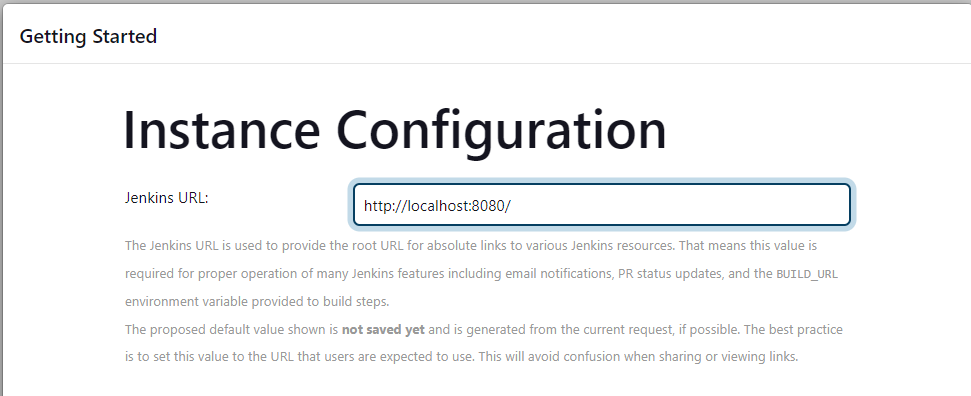 Getting Started
Instance Configuration
Jenkins URL:
http://localhost:8080/
The Jenkins URL is used to provide the root URL for absolute links to various Jenkins resources. That means this value is
required for proper operation of many Jenkins features including email notifications, PR status updates, and the BUILD_URL
environment variable provided to build steps.
The proposed default value shown is not saved yet and is generated from the current request, if possible. The best practice
is to set this value to the URL that users are expected to use. This will avoid confusion when sharing or viewing links.